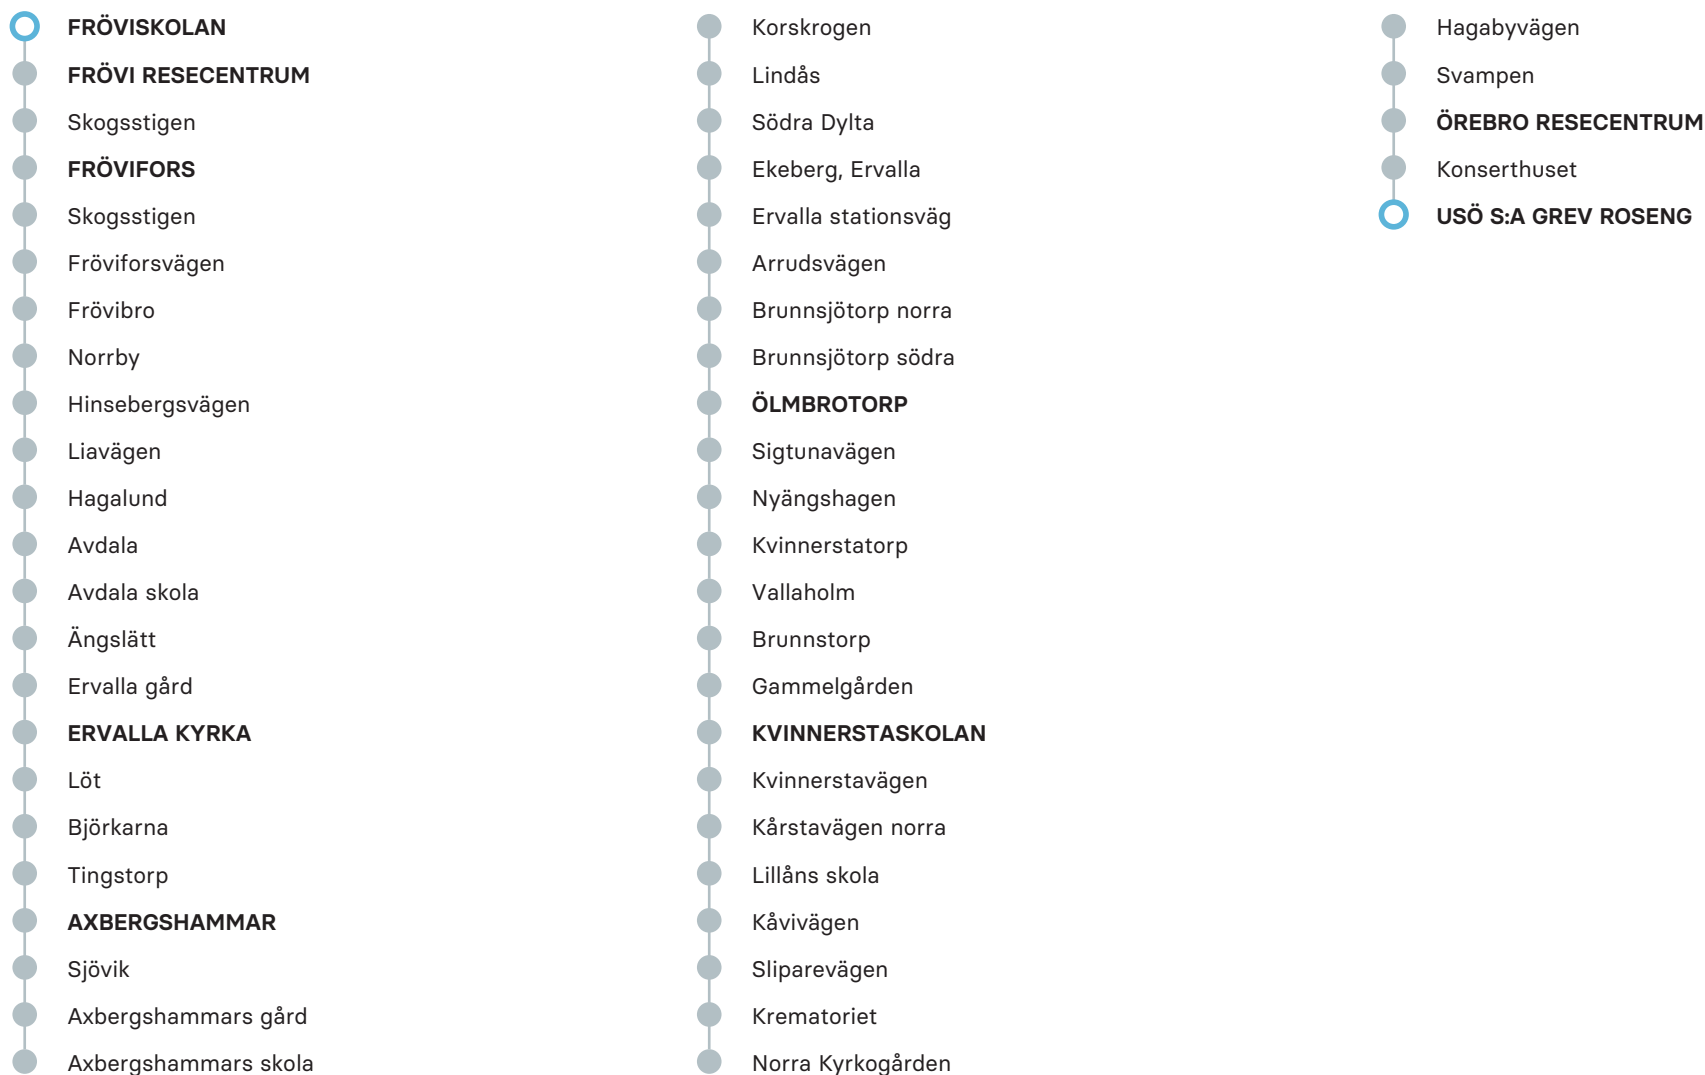 FRÖVISKOLAN
FRÖVI RESECENTRUM
Skogsstigen
FRÖVIFORS
Skogsstigen
Fröviforsvägen
Frövibro
Norrby
Hinsebergsvägen
Liavägen
Hagalund
Avdala
Avdala skola
Ängslätt
Ervalla gård
ERVALLA KYRKA
Löt
Björkarna
Tingstorp
AXBERGSHAMMAR
Sjövik
Axbergshammars gård
Axbergshammars skola
Korskrogen
Lindås
Södra Dylta
Ekeberg, Ervalla
Ervalla stationsväg
Arrudsvägen
Brunnsjötorp norra
Brunnsjötorp södra
ÖLMBROTORP
Sigtunavägen
Nyängshagen
Kvinnerstatorp
Vallaholm
Brunnstorp
Gammelgården
KVINNERSTASKOLAN
Kvinnerstavägen
Kårstavägen norra
Lillåns skola
Kåvivägen
Sliparevägen
Krematoriet
Norra Kyrkogården
Hagabyvägen
Svampen
ÖREBRO RESECENTRUM
Konserthuset
USÖ S:A GREV ROSENG